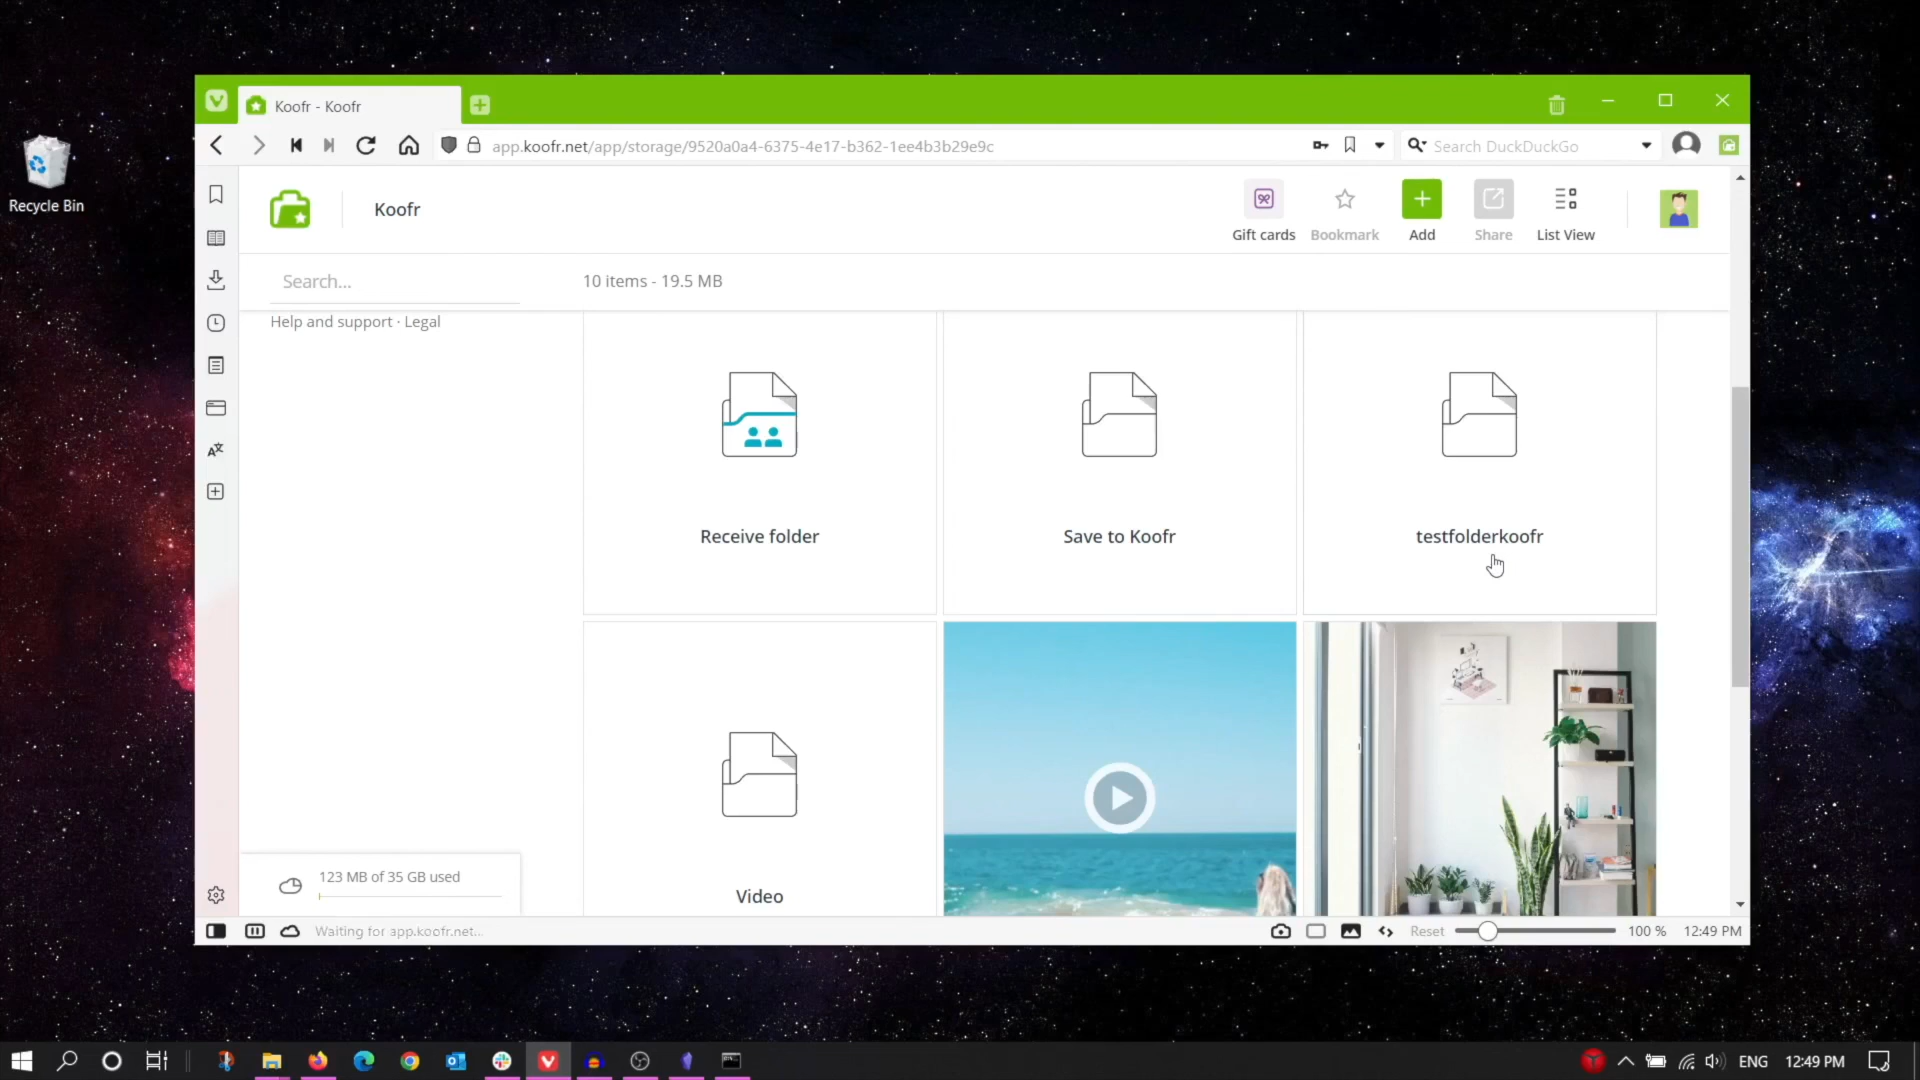 Recycle Bin
Koofr - Koofr
app.koofr.net/app/storage/9520a0a4-6375-4e17-b362-1ee4b3b29e9c
Search DuckDuckGo
Koofr
Gift cards
Bookmark
Add
Share
List View
Search...
10 items - 19.5 MB
Help and support · Legal
Receive folder
Save to Koofr
testfolderkoofr
Video
123 MB of 35 GB used
Waiting for app.koofr.net...
Reset
100 %
12:49 PM
ENG
12:49 PM